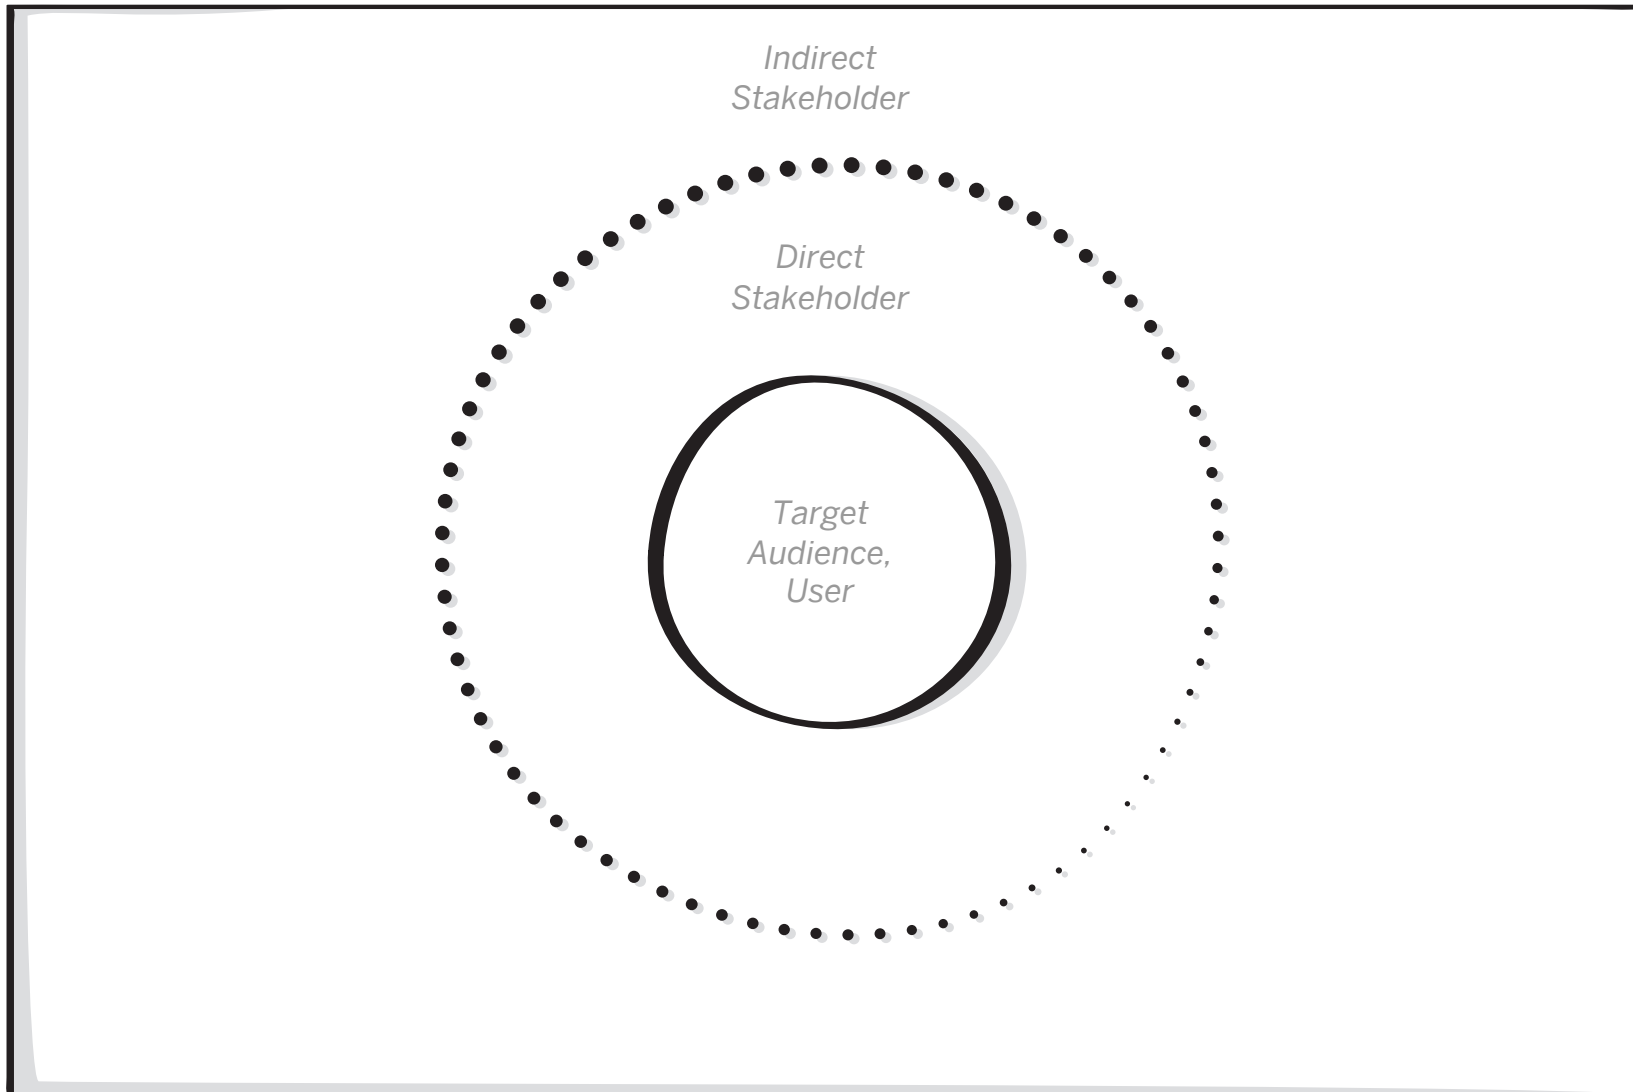 Indirect
Stakeholder
Direct
Stakeholder
Target
Audience,
User